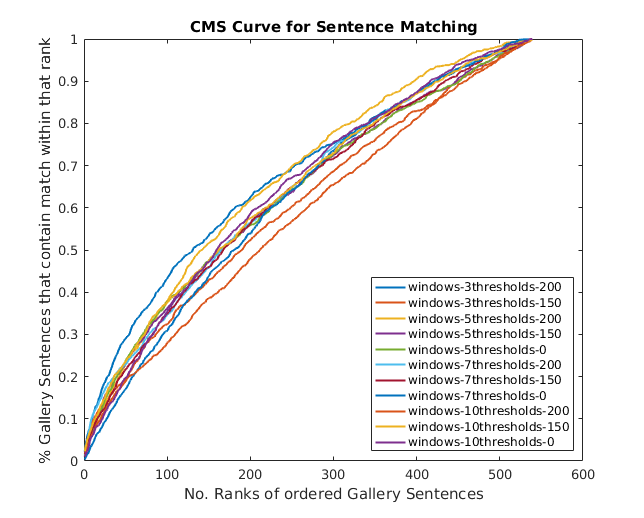 CMS Curve for Sentence Matching
% Gallery Sentences that contain match within that rank
1
0.9
0.8
0.7
0.6
0.5
0.4
0.3
0.2
0.1
0
0 100 200 300 400 500 600
No. Ranks of ordered Gallery Sentences
windows-3thresholds-200
windows-3thresholds-150
windows-5thresholds-200
windows-5thresholds-150
windows-5thresholds-0
windows-7thresholds-200
windows-7thresholds-150
windows-7thresholds-0
windows-10thresholds-200
windows-10thresholds-150
windows-10thresholds-0